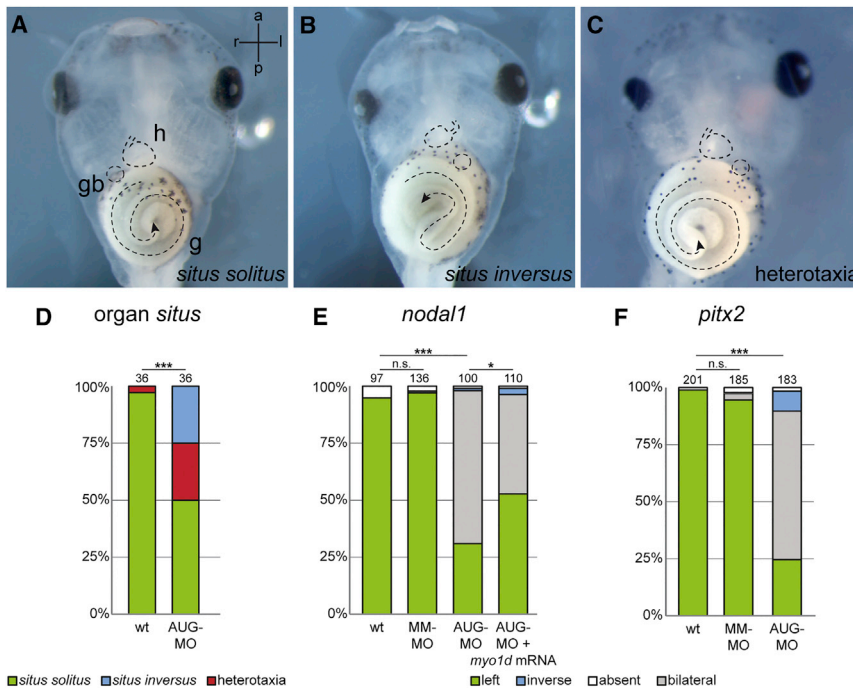 A
a
r
l
p
h
gb
g
situs solitus
B
situs inversus
C
heterotaxia
D organ situs
***
36 36
100%
75%
50%
25%
0%
wt AUG-MO
situs solitus situs inversus heterotaxia
E nodal1
***
n.s. *
97 136 100 110
100%
75%
50%
25%
0%
wt MM-MO AUG-MO AUG-MO + myo1d mRNA
F pitx2
***
n.s.
201 185 183
100%
75%
50%
25%
0%
wt MM-MO AUG-MO
left inverse absent bilateral